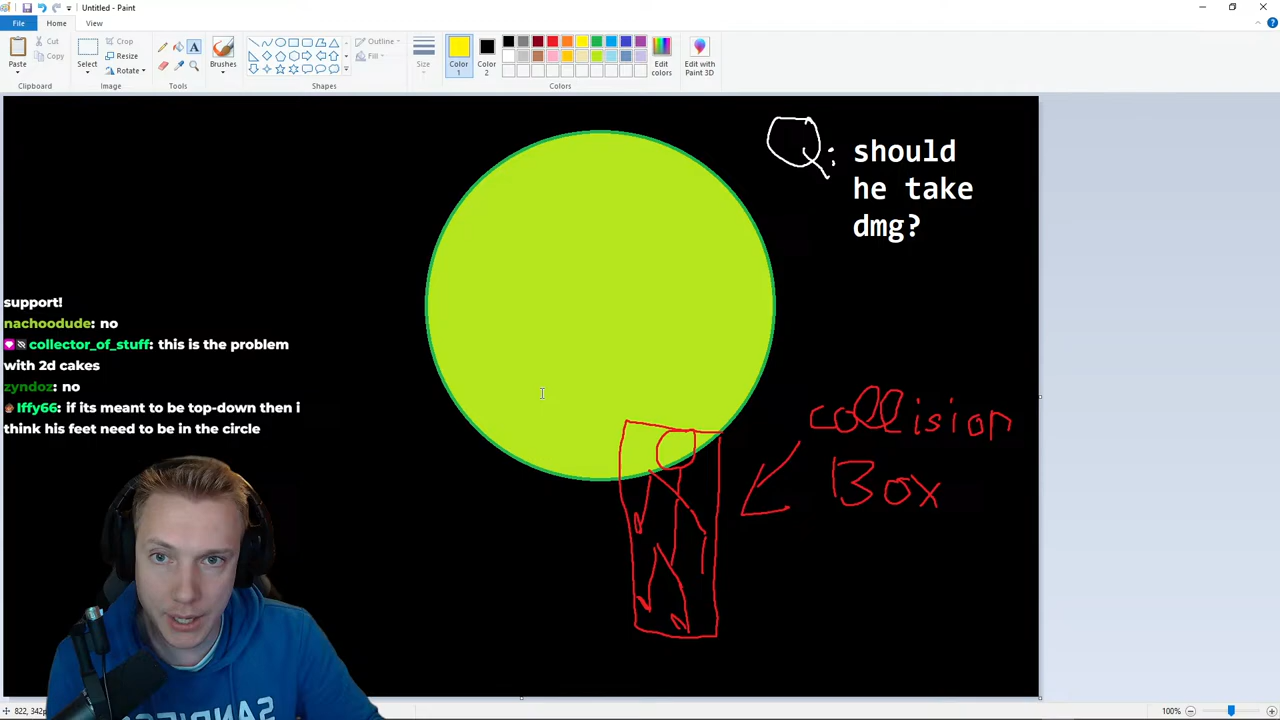 Untitled - Paint
File
Home
View
Paste
Cut
Copy
Clipboard
Select
Crop
Resize
Rotate
Image
Tools
Brushes
Shapes
Outline
Fill
Size
Color 1
Color 2
Edit colors
Colors
Edit with Paint 3D
Q: should
he take
dmg?
support!
nachoodude: no
collector_of_stuff: this is the problem
with 2d cakes
zyndoz: no
Iffy66: if its meant to be top-down then i
think his feet need to be in the circle
collision
Box
SAN DIEGO
100%